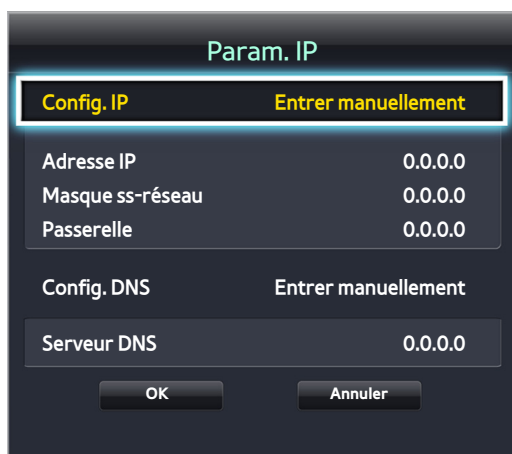 Param. IP
Config. IP Entrer manuellement
Adresse IP 0.0.0.0
Masque ss-réseau 0.0.0.0
Passerelle 0.0.0.0
Config. DNS Entrer manuellement
Serveur DNS 0.0.0.0
OK Annuler